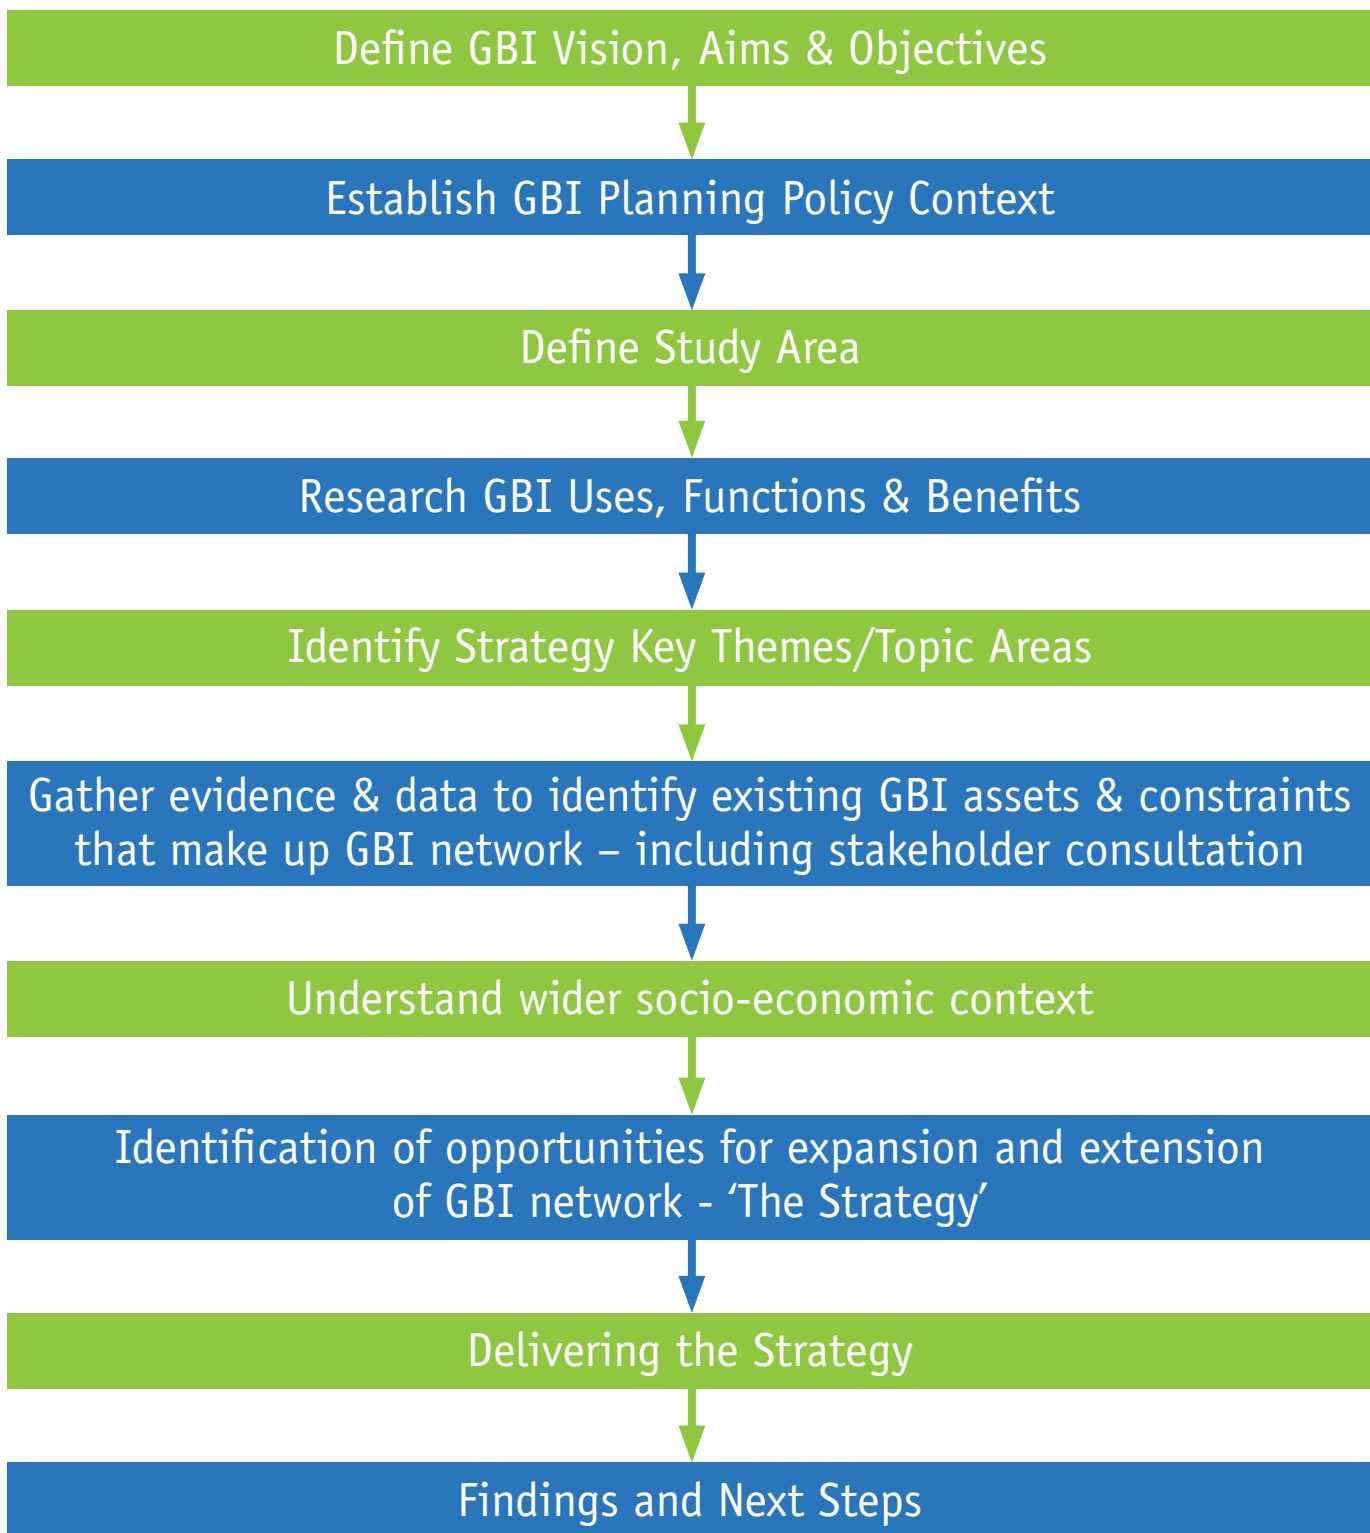 Define GBI Vision, Aims & Objectives
Establish GBI Planning Policy Context
Define Study Area
Research GBI Uses, Functions & Benefits
Identify Strategy Key Themes/Topic Areas
Gather evidence & data to identify existing GBI assets & constraints
that make up GBI network – including stakeholder consultation
Understand wider socio-economic context
Identification of opportunities for expansion and extension
of GBI network - ‘The Strategy’
Delivering the Strategy
Findings and Next Steps